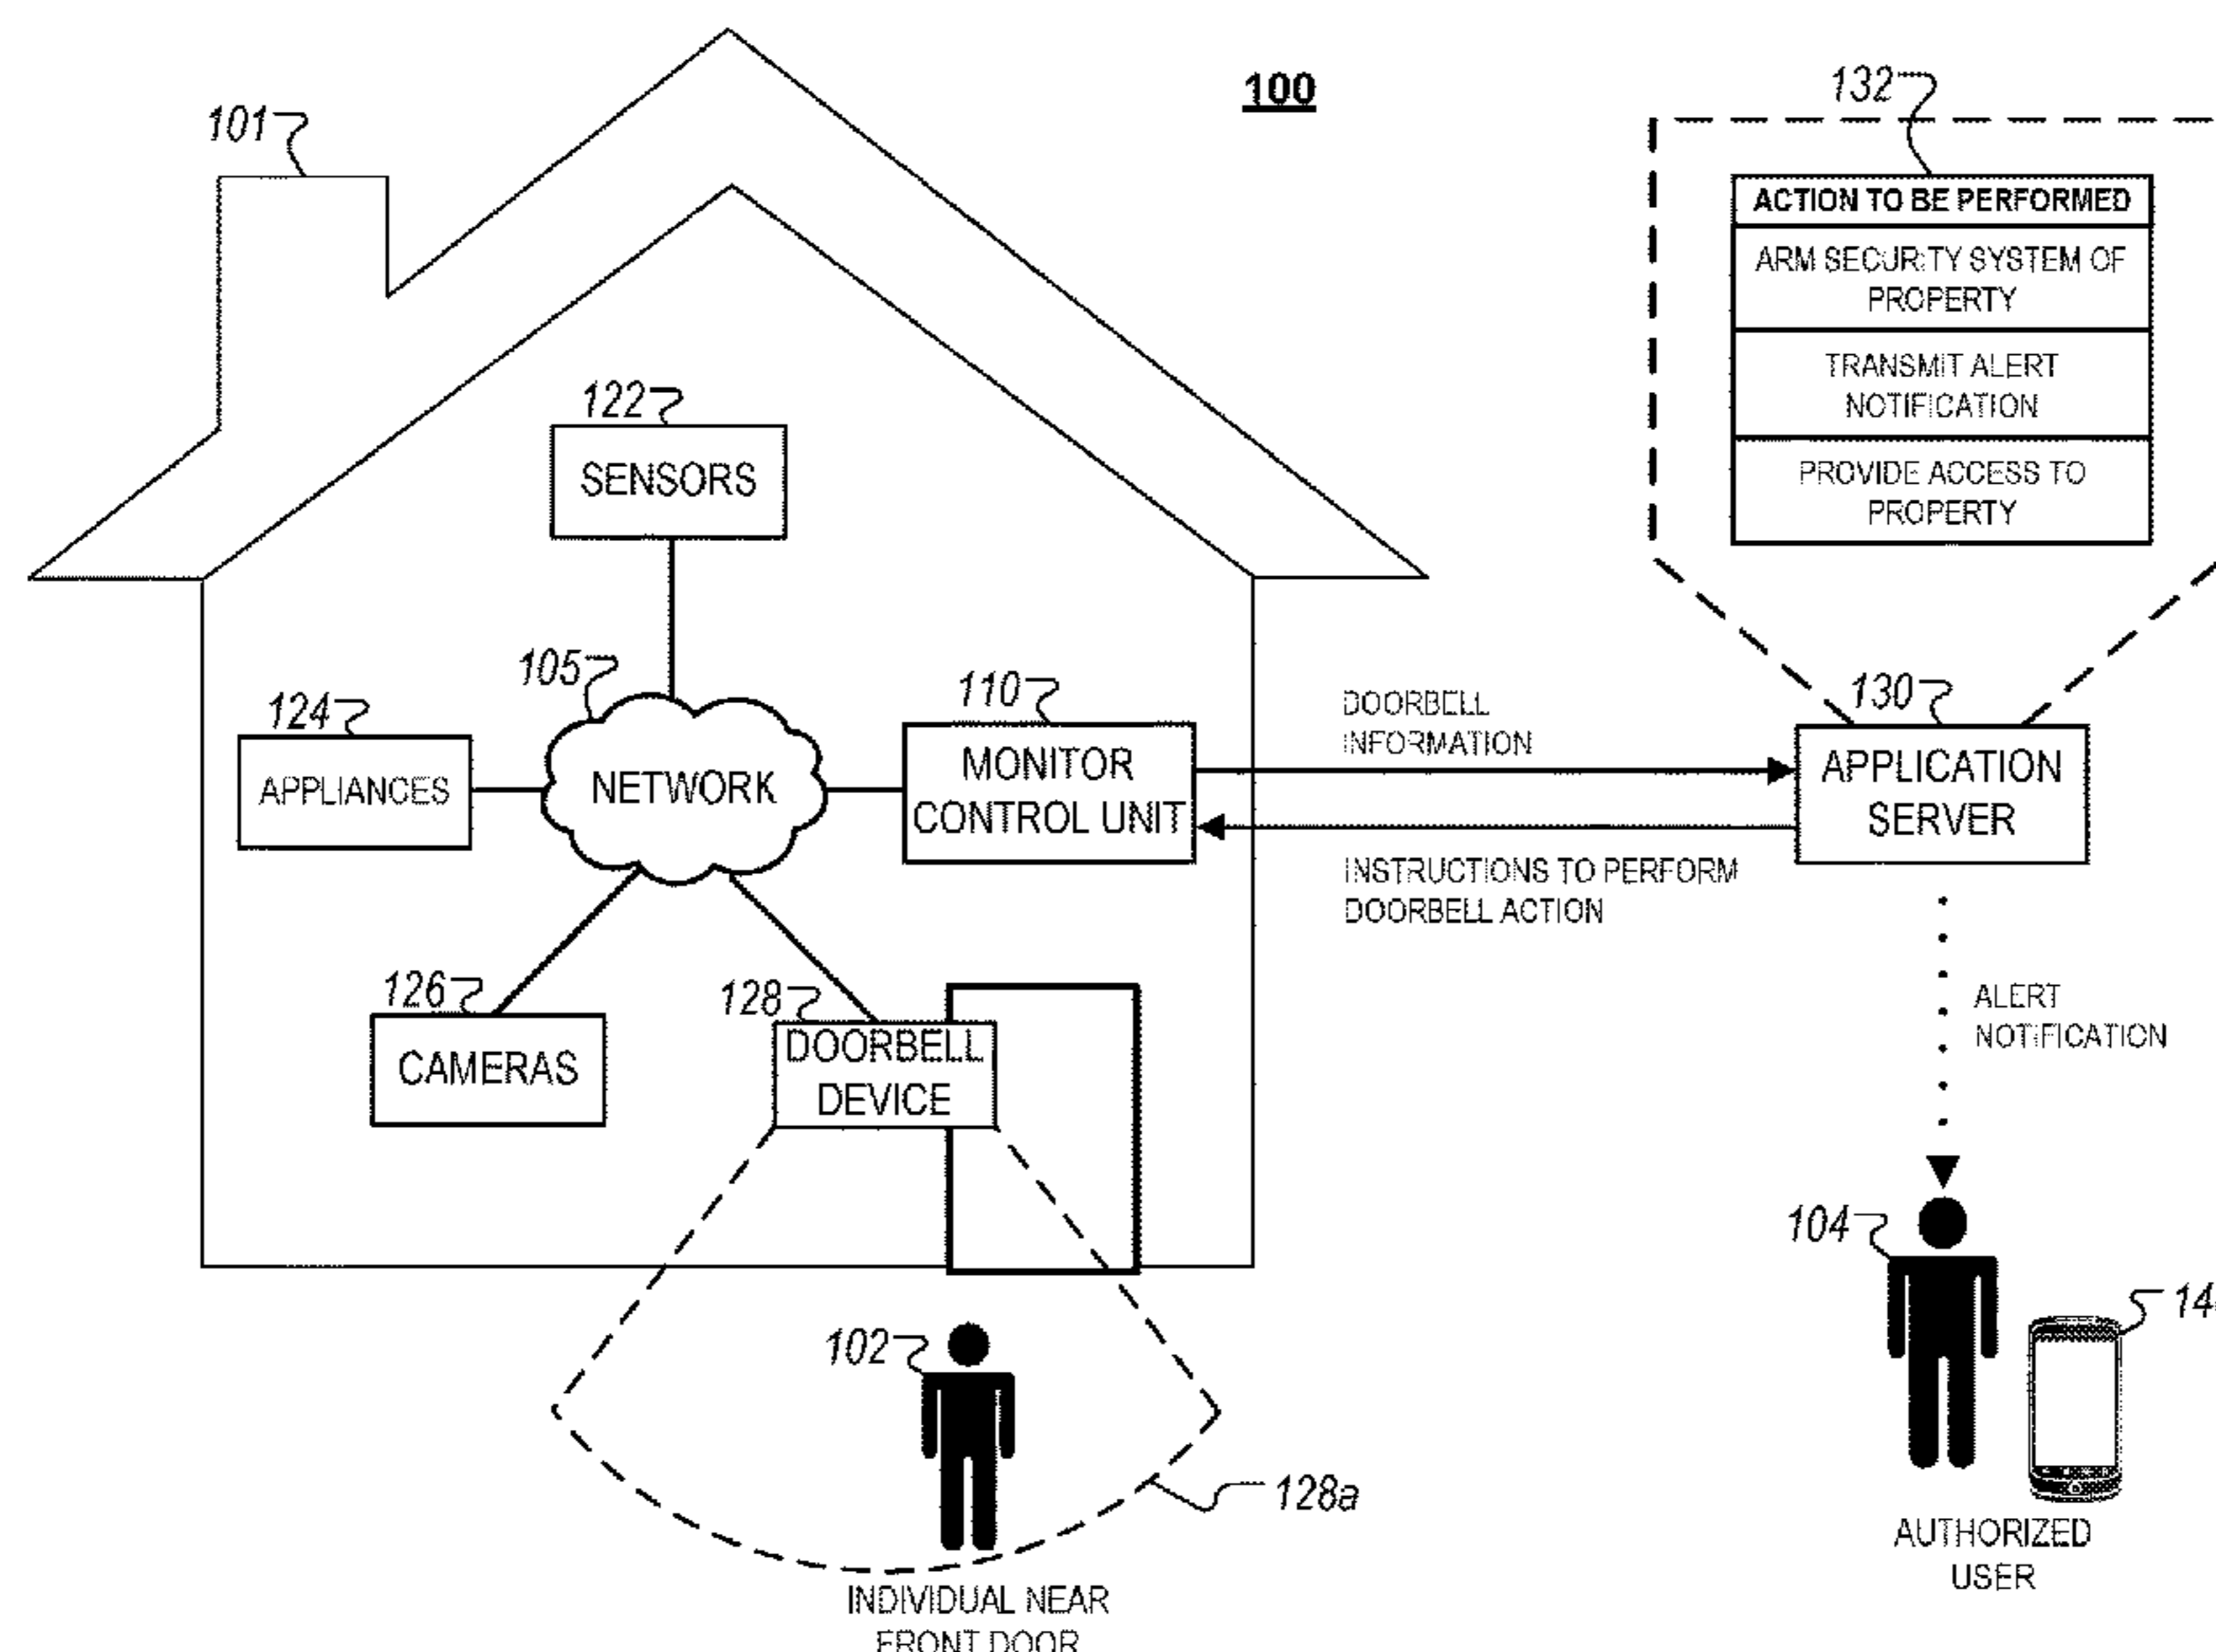 100
101
132
ACTION TO BE PERFORMED
ARM SECURITY SYSTEM OF
PROPERTY
TRANSMIT ALERT
NOTIFICATION
PROVIDE ACCESS TO
PROPERTY
122
SENSORS
105
NETWORK
124
APPLIANCES
110
MONITOR
CONTROL UNIT
DOORBELL
INFORMATION
INSTRUCTIONS TO PERFORM
DOORBELL ACTION
130
APPLICATION
SERVER
126
CAMERAS
128
DOORBELL
DEVICE
ALERT
NOTIFICATION
104
102
128a
AUTHORIZED
USER
INDIVIDUAL NEAR
FRONT DOOR